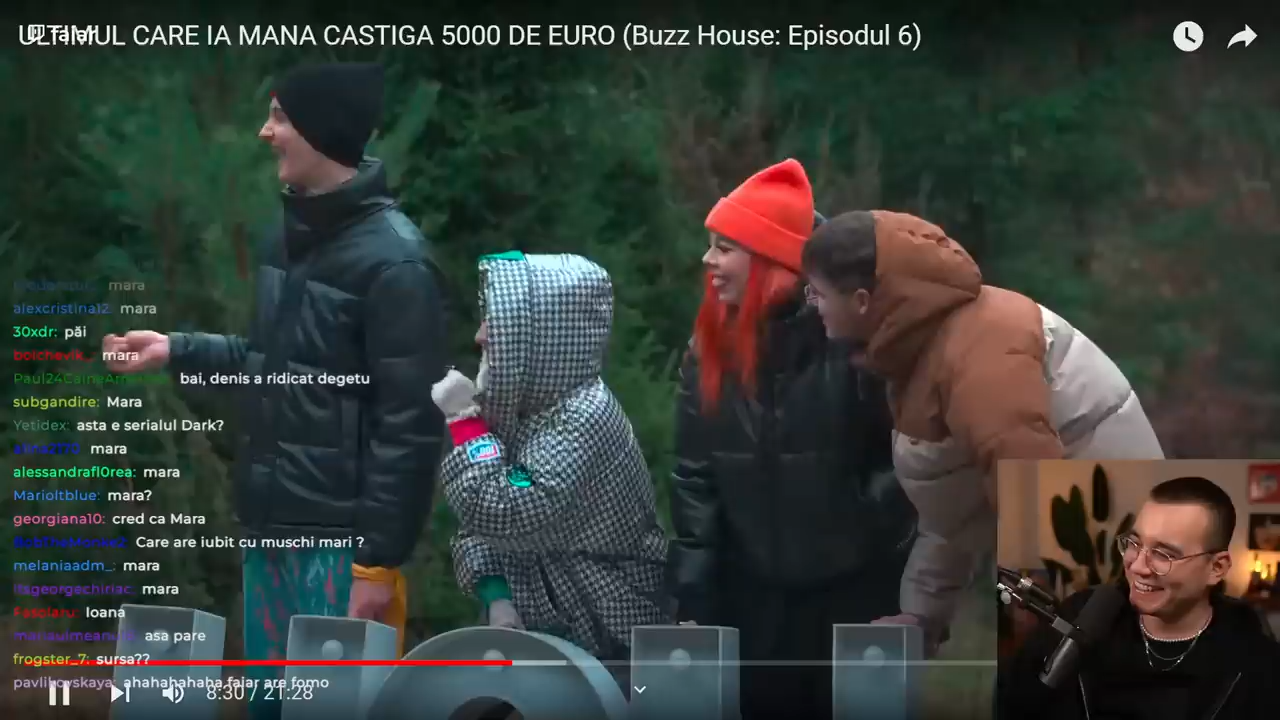 ULTIMUL CARE IA MANA CASTIGA 5000 DE EURO (Buzz House: Episodul 6)
mara
alexcristina12: mara
30xdr: păi
bolchevik_: mara
bai, denis a ridicat degetu
subgandire: Mara
Yetidex: asta e serialul Dark?
mara
alessandrafl0rea: mara
Marioltblue: mara?
georgiana10: cred ca Mara
Care are iubit cu muschi mari ?
melaniaadm_: mara
itsgeorgechiriac: mara
Fasolaru: Ioana
asa pare
frogster_7: sursa??
pavlikovskaya: ahahahahaha faiar are fomo
8:30 / 21:28